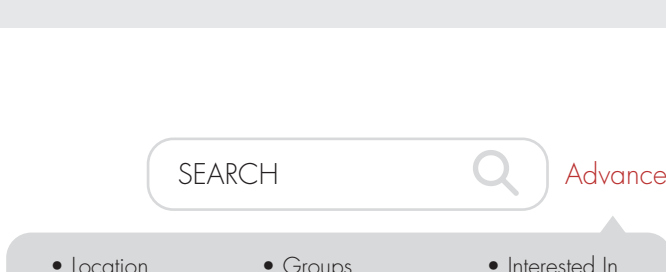 SEARCH Advance
• Location • Groups • Interested In